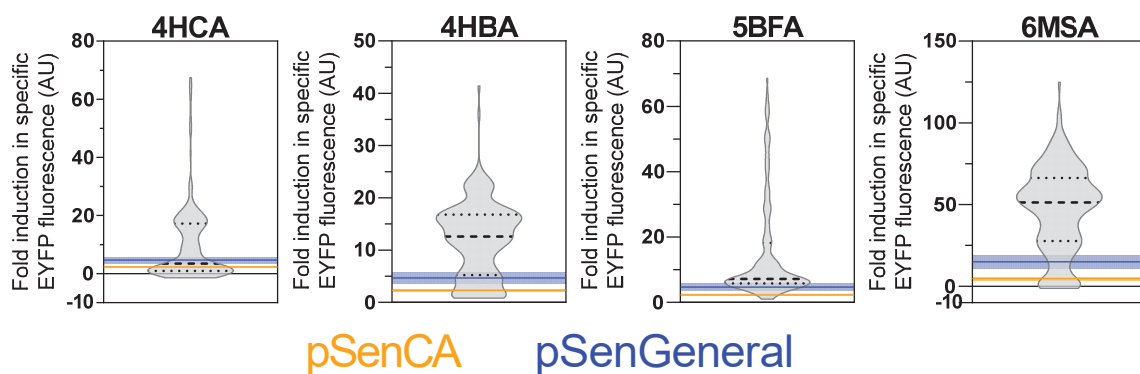 4HCA
Fold induction in specific
EYFP fluorescence (AU)
80
60
40
20
0
-10
4HBA
Fold induction in specific
EYFP fluorescence (AU)
50
40
30
20
10
0
5BFA
Fold induction in specific
EYFP fluorescence (AU)
80
60
40
20
0
6MSA
Fold induction in specific
EYFP fluorescence (AU)
150
100
50
0
-10
pSenCA
pSenGeneral